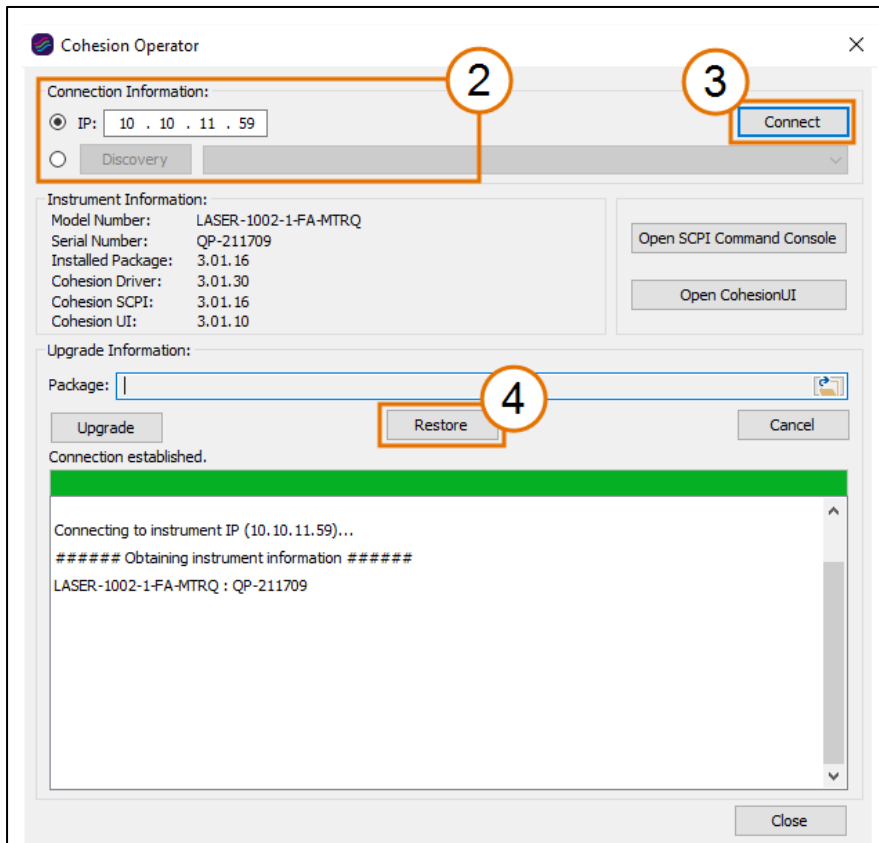 Cohesion Operator
2
3
Connection Information:
IP: 10 . 10 . 11 . 59
Connect
Discovery
Instrument Information:
Model Number: LASER-1002-1-FA-MTRQ
Serial Number: QP-211709
Installed Package: 3.01.16
Cohesion Driver: 3.01.30
Cohesion SCPI: 3.01.16
Cohesion UI: 3.01.10
Open SCPI Command Console
Open CohesionUI
Upgrade Information:
Package:
4
Upgrade
Restore
Cancel
Connection established.
Connecting to instrument IP (10.10.11.59)...
###### Obtaining instrument information ######
LASER-1002-1-FA-MTRQ : QP-211709
Close